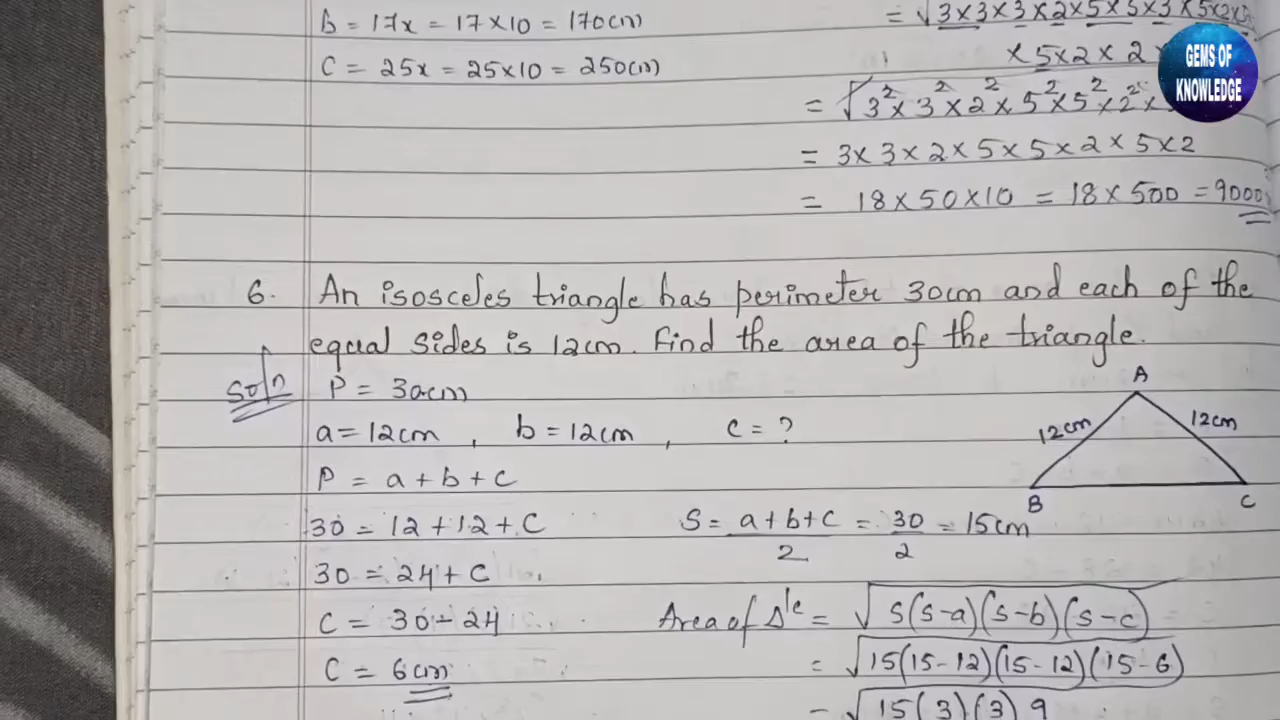 B = 17x = 17 × 10 = 170cm
C = 25x = 25×10 = 250cm
= √3×3×3×2×5×5×3×5×2×
× 5×2×2
GEMS OF
KNOWLEDGE
= √3²×3²×2²×5²×5²×2²×
= 3×3×2×5×5×2×5×2
= 18×50×10 = 18×500 = 9000
6. An isosceles triangle has perimeter 30cm and each of the
equal sides is 12cm. Find the area of the triangle.
Soln P = 30cm
a=12cm , b=12cm , c = ?
P = a+b+c
30 = 12+12+C
30 = 24+C
C = 30-24
C = 6cm
A
12cm 12cm
B C
S = a+b+c/2 = 30/2 = 15cm
Area of Δle = √S(S-a)(S-b)(S-c)
= √15(15-12)(15-12)(15-6)
= √15(3)(3)9